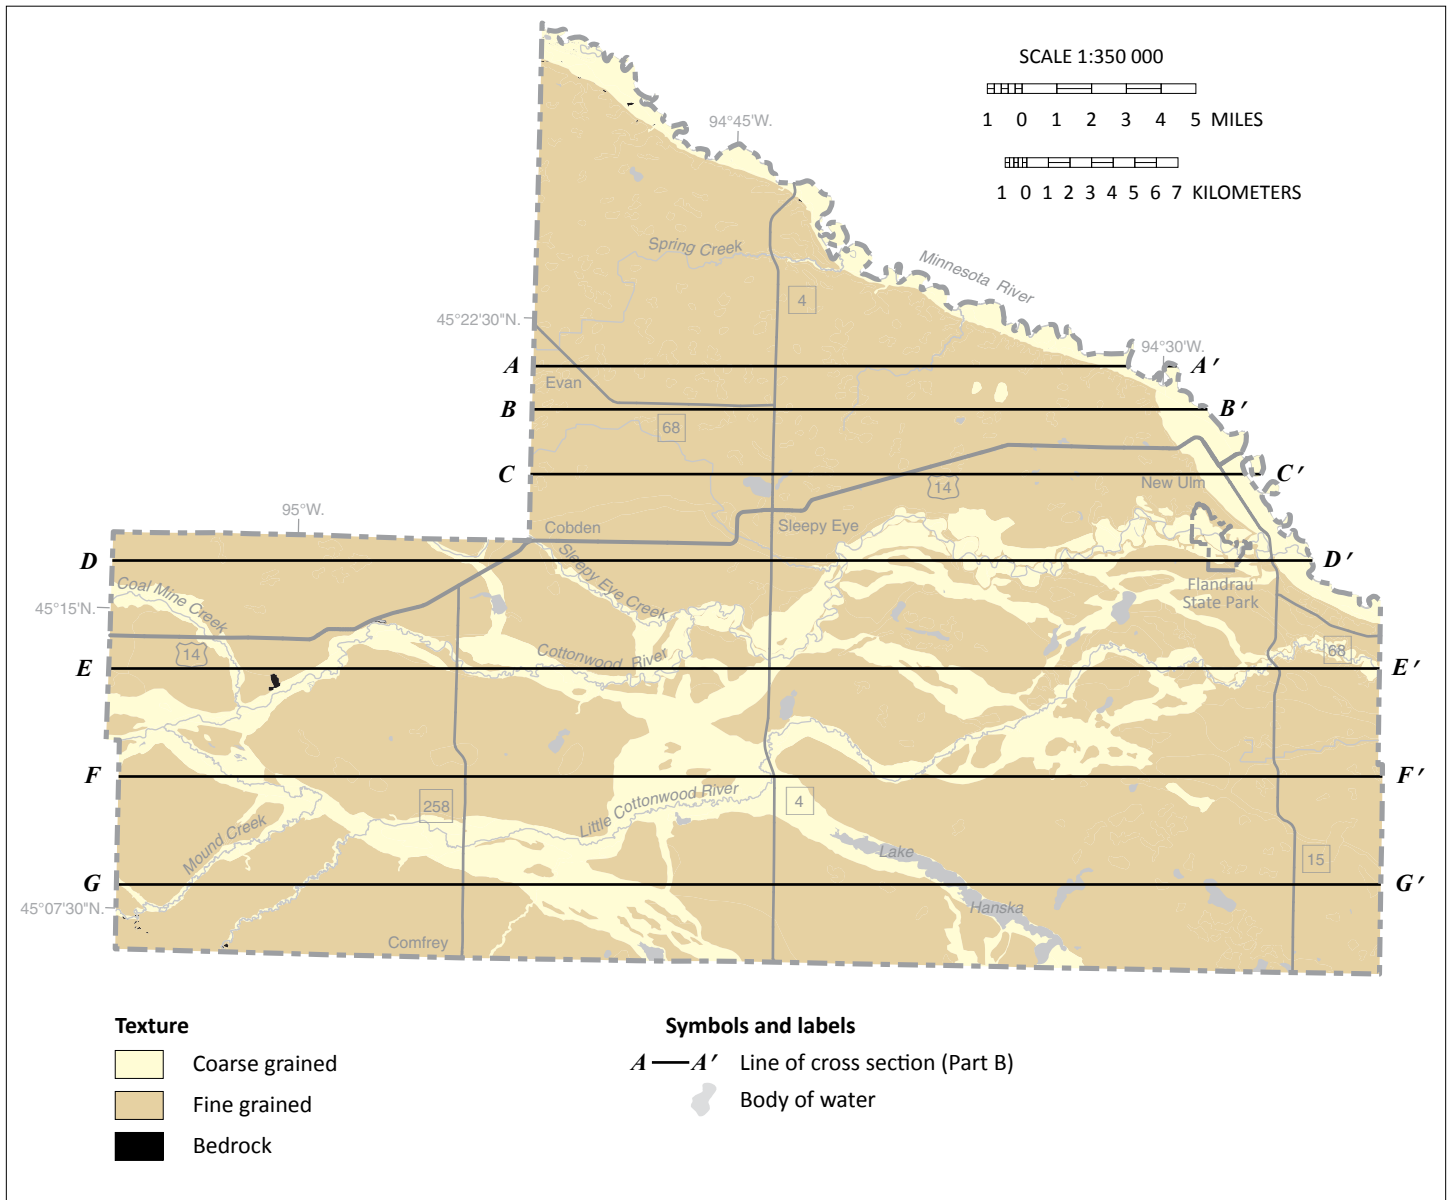 SCALE 1:350 000
1 0 1 2 3 4 5 MILES
1 0 1 2 3 4 5 6 7 KILOMETERS
94°45'W.
Spring Creek
Minnesota River
4
45°22'30"N.
94°30'W.
A A′
Evan
B B′
68
C C′
14
New Ulm
95°W.
Cobden
Sleepy Eye
D D′
Sleepy Eye Creek
Coal Mine Creek
Flandrau
State Park
45°15'N.
14
Cottonwood River
68
E E′
F F′
258
Little Cottonwood River
4
Mound Creek
Lake
15
G G′
45°07'30"N.
Hanska
Comfrey
Texture
Coarse grained
Fine grained
Bedrock
Symbols and labels
A — A′ Line of cross section (Part B)
Body of water